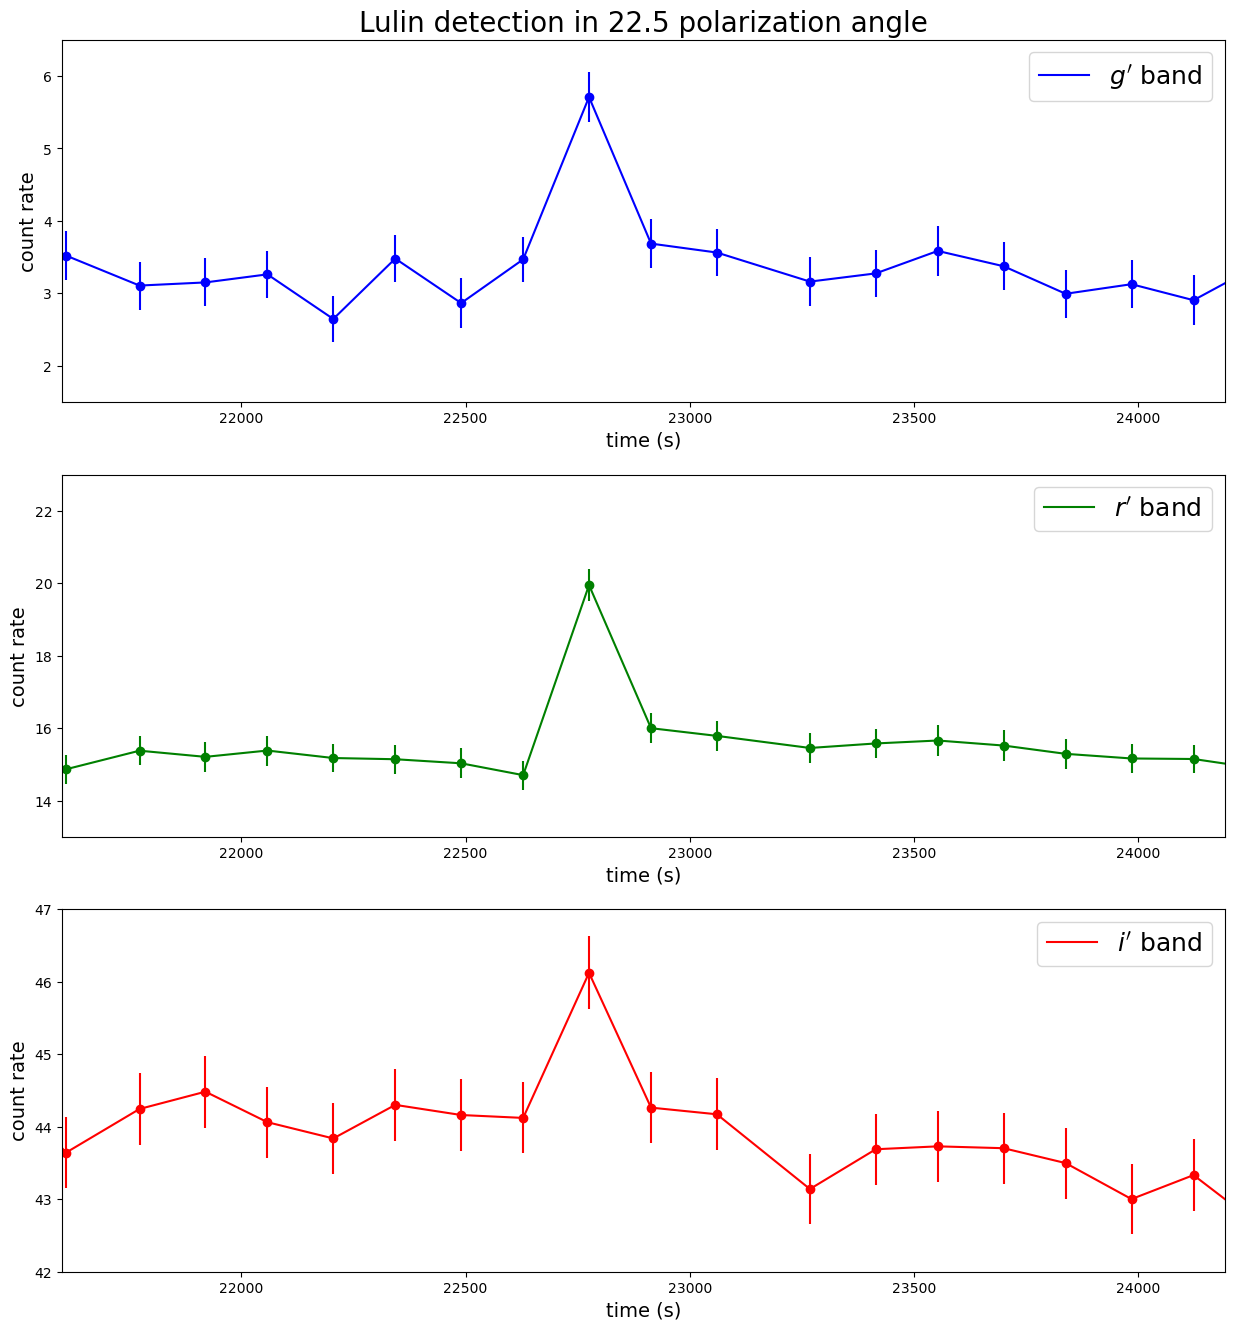 Lulin detection in 22.5 polarization angle
g′ band
count rate
6
5
4
3
2
22000 22500 23000 23500 24000
time (s)
r′ band
count rate
22
20
18
16
14
22000 22500 23000 23500 24000
time (s)
i′ band
count rate
47
46
45
44
43
42
22000 22500 23000 23500 24000
time (s)